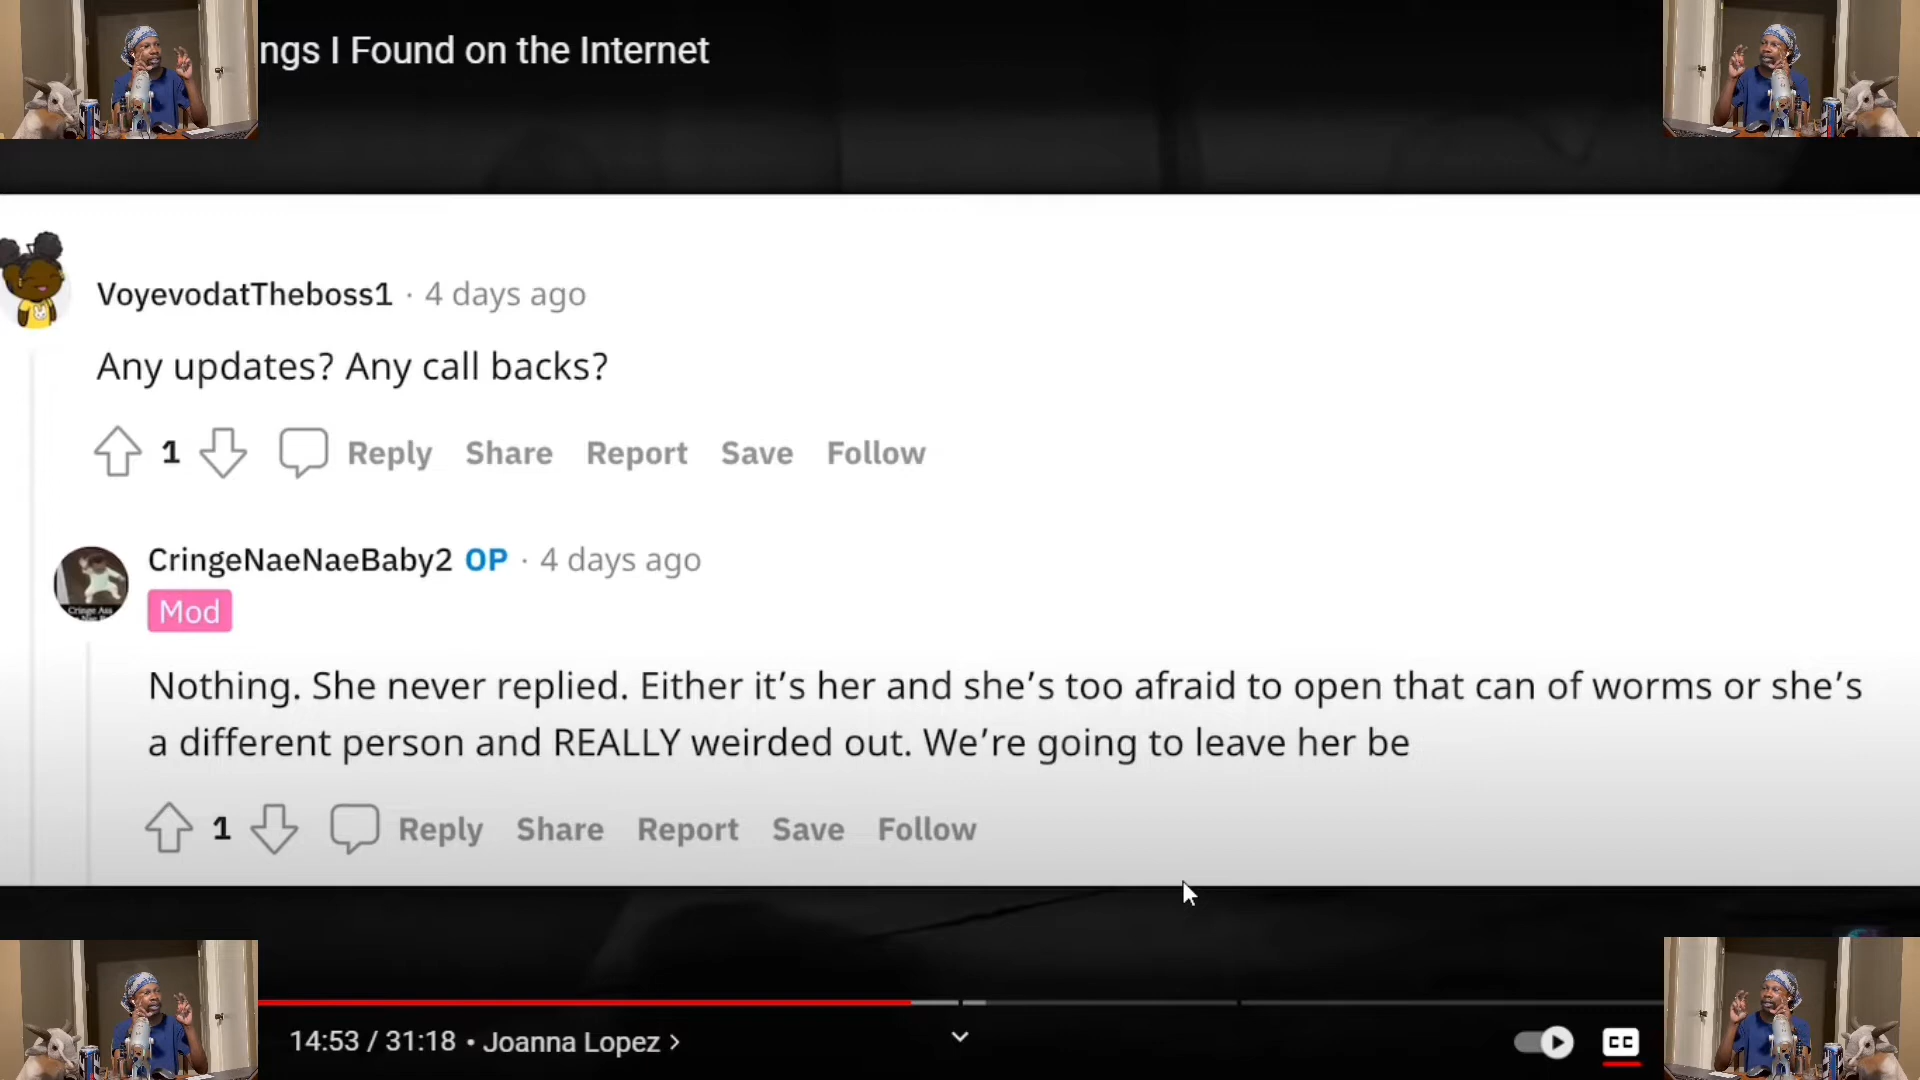 ngs I Found on the Internet
VoyevodatTheboss1 · 4 days ago
Any updates? Any call backs?
1 Reply Share Report Save Follow
CringeNaeNaeBaby2 OP · 4 days ago
Cringe Ass
Mod
Nothing. She never replied. Either it's her and she's too afraid to open that can of worms or she's
a different person and REALLY weirded out. We're going to leave her be
1 Reply Share Report Save Follow
14:53 / 31:18 • Joanna Lopez >
CC